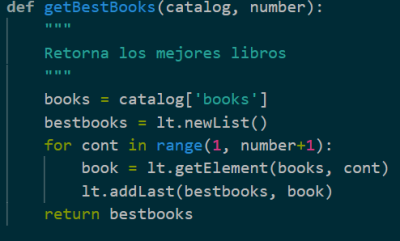 def getBestBooks(catalog, number):
    """
    Retorna los mejores libros
    """
    books = catalog['books']
    bestbooks = lt.newList()
    for cont in range(1, number+1):
        book = lt.getElement(books, cont)
        lt.addLast(bestbooks, book)
    return bestbooks